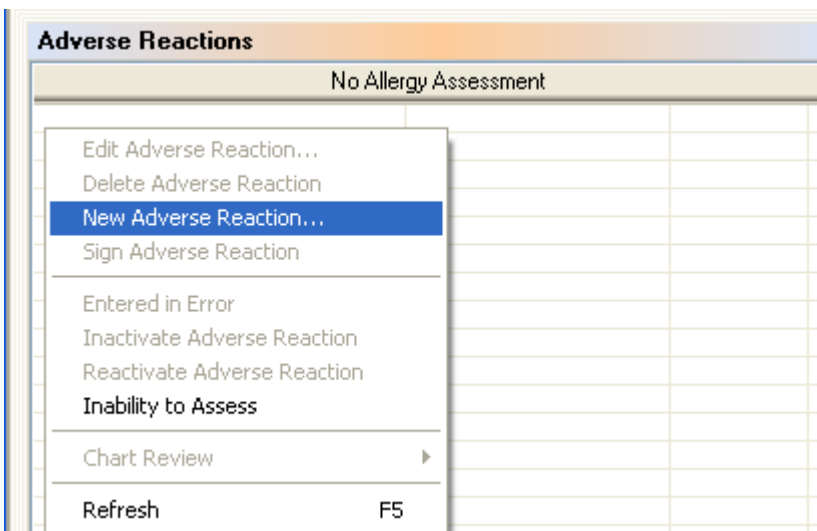 Adverse Reactions
No Allergy Assessment
Edit Adverse Reaction...
Delete Adverse Reaction
New Adverse Reaction...
Sign Adverse Reaction
Entered in Error
Inactivate Adverse Reaction
Reactivate Adverse Reaction
Inability to Assess
Chart Review
Refresh F5